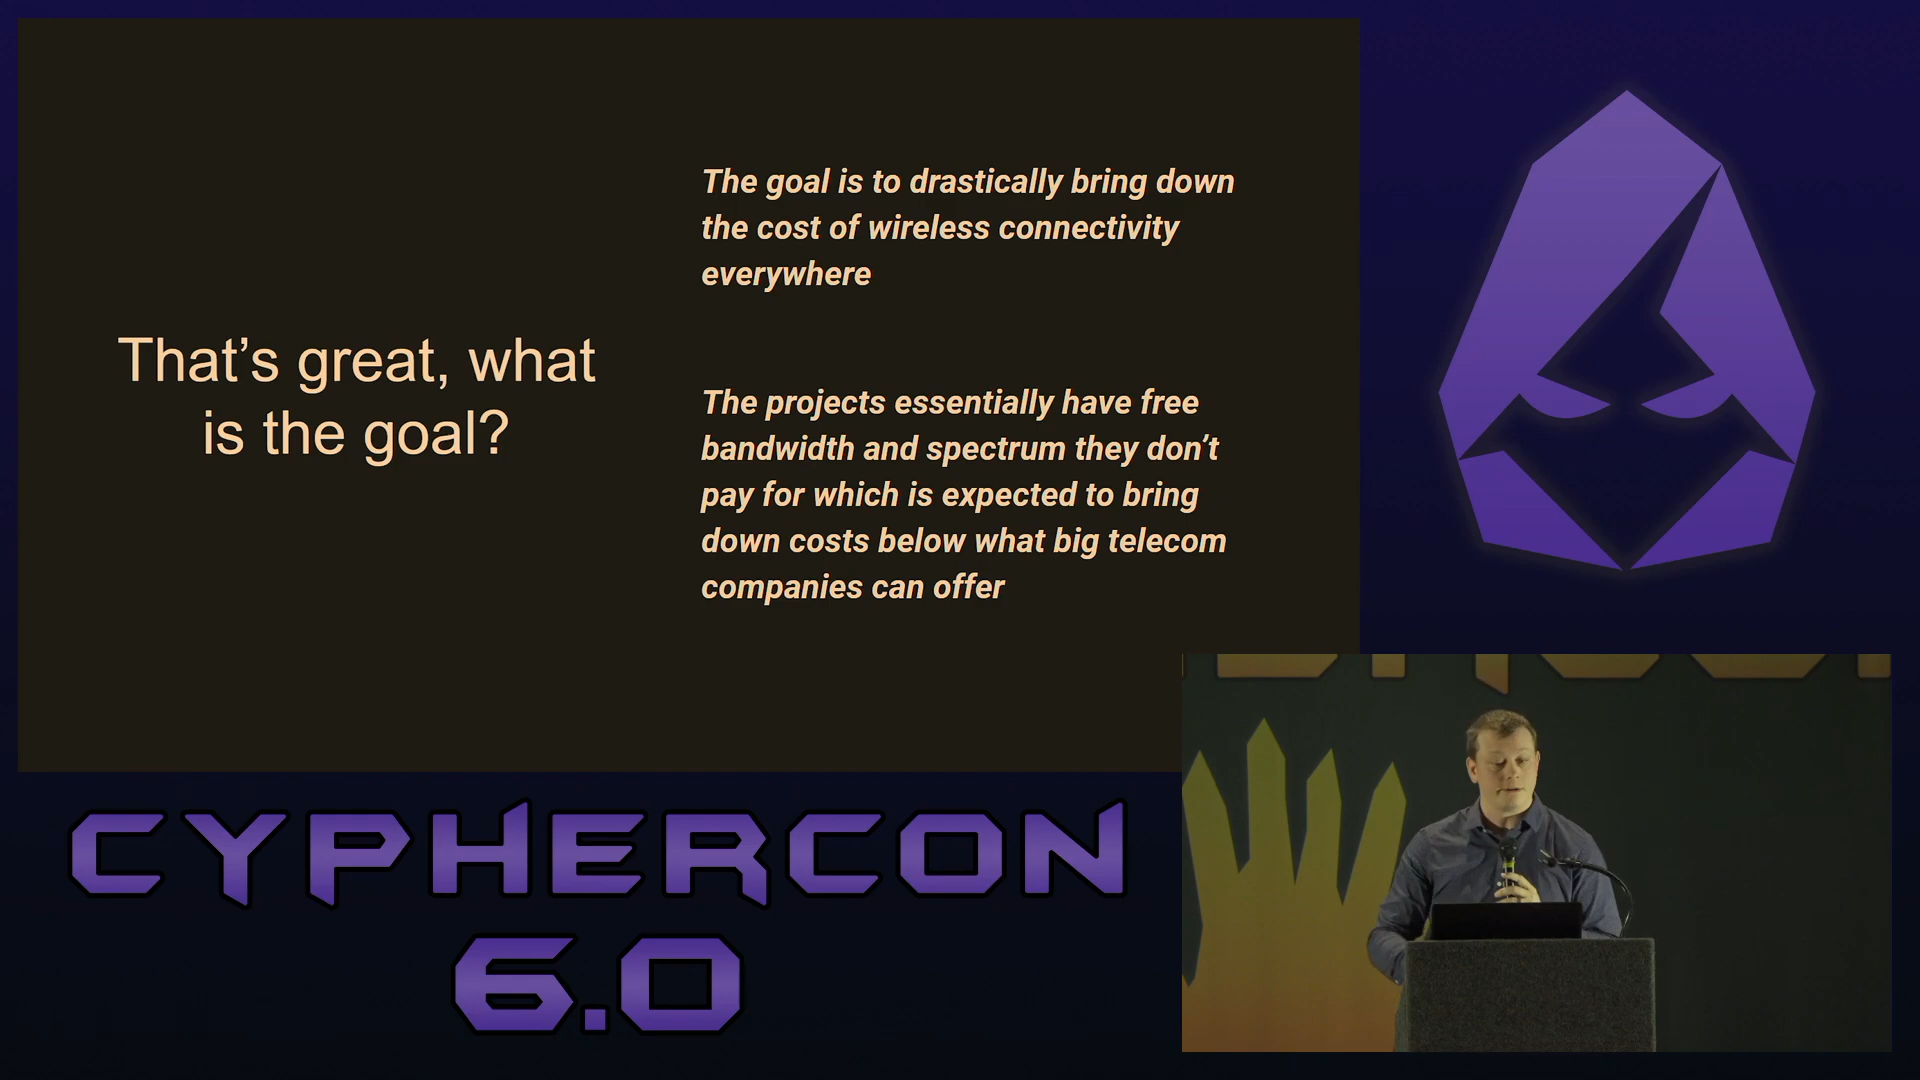 That’s great, what
is the goal?
The goal is to drastically bring down
the cost of wireless connectivity
everywhere
The projects essentially have free
bandwidth and spectrum they don’t
pay for which is expected to bring
down costs below what big telecom
companies can offer
CYPHERCON
6.0